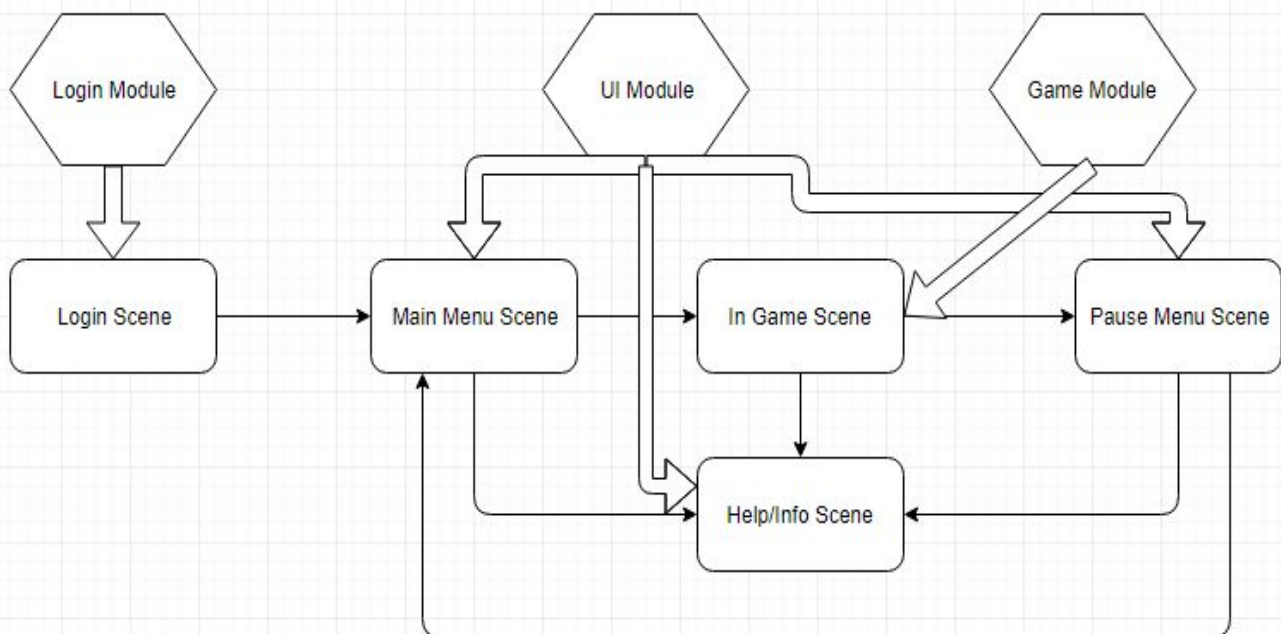 Login Module
UI Module
Game Module
Login Scene
Main Menu Scene
In Game Scene
Pause Menu Scene
Help/Info Scene